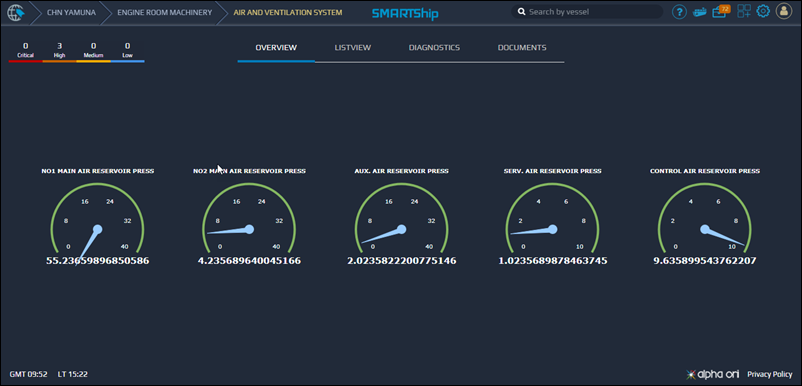 CHN YAMUNA
ENGINE ROOM MACHINERY
AIR AND VENTILATION SYSTEM
SMARTShip
Search by vessel
?
72
0 3 0 0
Critical High Medium Low
OVERVIEW LISTVIEW DIAGNOSTICS DOCUMENTS
NO1 MAIN AIR RESERVOIR PRESS
0 8 16 24 32 40
55.23659896850586
NO2 MAIN AIR RESERVOIR PRESS
0 8 16 24 32 40
4.235689640045166
AUX. AIR RESERVOIR PRESS
0 8 16 24 32 40
2.0235822200775146
SERV. AIR RESERVOIR PRESS
0 2 4 6 8 10
1.0235689878463745
CONTROL AIR RESERVOIR PRESS
0 2 4 6 8 10
9.635899543762207
GMT 09:52 LT 15:22
alpha ori
Privacy Policy